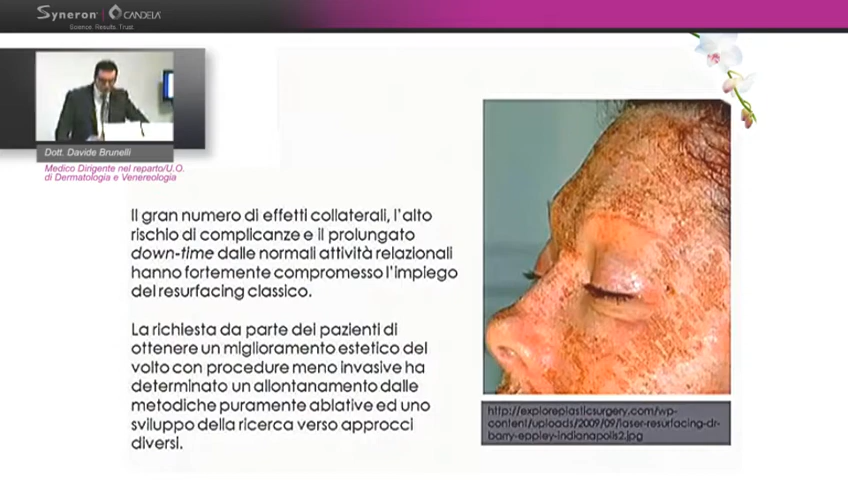 Syneron | CANDELA
Science. Results. Trust.
Dott. Davide Brunelli
Medico Dirigente nel reparto/U.O.
di Dermatologia e Venereologia
Il gran numero di effetti collaterali, l'alto
rischio di complicanze e il prolungato
down-time dalle normali attività relazionali
hanno fortemente compromesso l'impiego
del resurfacing classico.
La richiesta da parte dei pazienti di
ottenere un miglioramento estetico del
volto con procedure meno invasive ha
determinato un allontanamento dalle
metodiche puramente ablative ed uno
sviluppo della ricerca verso approcci
diversi.
http://exploreplasticsurgery.com/wp-
content/uploads/2009/09/laser-resurfacing-dr-
barry-eppley-indianapolis2.jpg